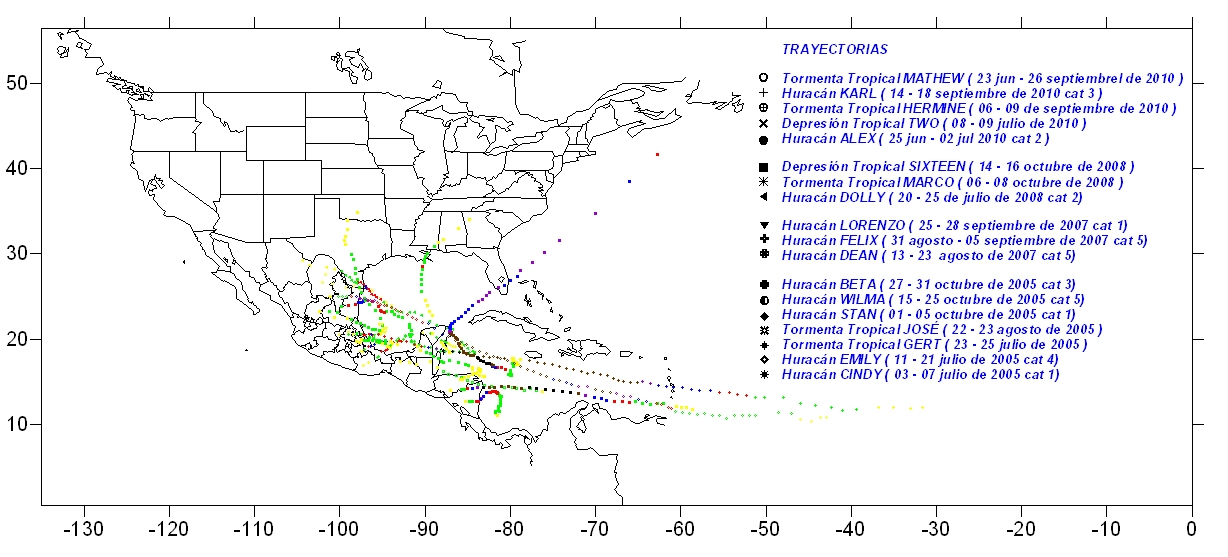 TRAYECTORIAS
Tormenta Tropical MATHEW ( 23 jun - 26 septiembrel de 2010 )
Huracán KARL ( 14 - 18 septiembre de 2010 cat 3 )
Tormenta Tropical HERMINE ( 06 - 09 de septiembre de 2010 )
Depresión Tropical TWO ( 08 - 09 julio de 2010 )
Huracán ALEX ( 25 jun - 02 jul 2010 cat 2 )
Depresión Tropical SIXTEEN ( 14 - 16 octubre de 2008 )
Tormenta Tropical MARCO ( 06 - 08 octubre de 2008 )
Huracán DOLLY ( 20 - 25 de julio de 2008 cat 2)
Huracán LORENZO ( 25 - 28 septiembre de 2007 cat 1)
Huracán FELIX ( 31 agosto - 05 septiembre de 2007 cat 5)
Huracán DEAN ( 13 - 23 agosto de 2007 cat 5)
Huracán BETA ( 27 - 31 octubre de 2005 cat 3)
Huracán WILMA ( 15 - 25 octubre de 2005 cat 5)
Huracán STAN ( 01 - 05 octubre de 2005 cat 1)
Tormenta Tropical JOSÉ ( 22 - 23 agosto de 2005 )
Tormenta Tropical GERT ( 23 - 25 julio de 2005 )
Huracán EMILY ( 11 - 21 julio de 2005 cat 4)
Huracán CINDY ( 03 - 07 julio de 2005 cat 1)
50
40
30
20
10
-130 -120 -110 -100 -90 -80 -70 -60 -50 -40 -30 -20 -10 0